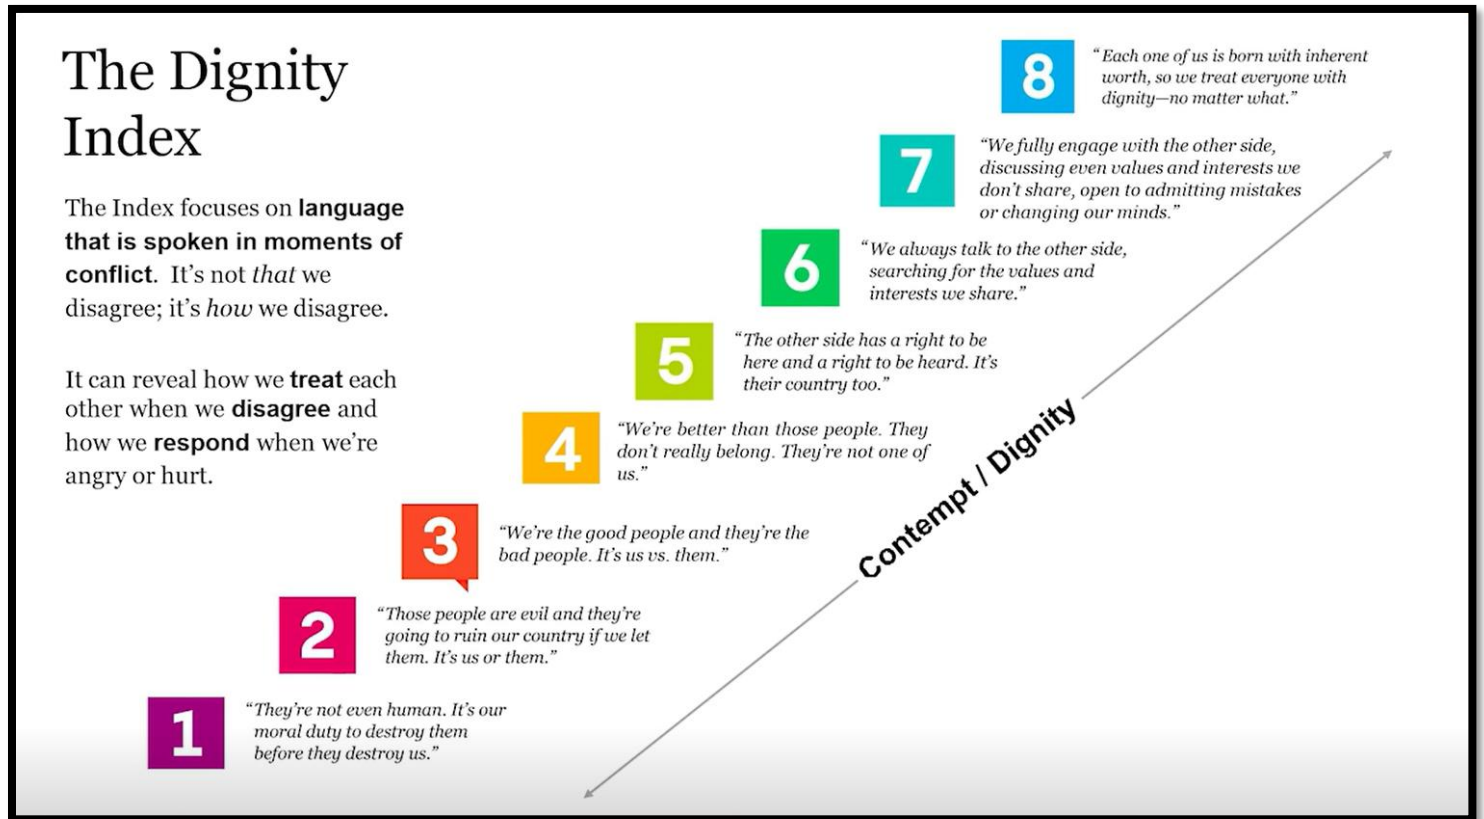 The Dignity
Index
The Index focuses on language
that is spoken in moments of
conflict. It's not that we
disagree; it's how we disagree.
It can reveal how we treat each
other when we disagree and
how we respond when we're
angry or hurt.
8
“Each one of us is born with inherent
worth, so we treat everyone with
dignity—no matter what.”
7
“We fully engage with the other side,
discussing even values and interests we
don't share, open to admitting mistakes
or changing our minds.”
6
“We always talk to the other side,
searching for the values and
interests we share.”
5
“The other side has a right to be
here and a right to be heard. It's
their country too.”
4
“We're better than those people. They
don't really belong. They're not one of
us.”
3
“We're the good people and they're the
bad people. It's us vs. them.”
2
“Those people are evil and they're
going to ruin our country if we let
them. It's us or them.”
1
“They're not even human. It's our
moral duty to destroy them
before they destroy us.”
Contempt / Dignity